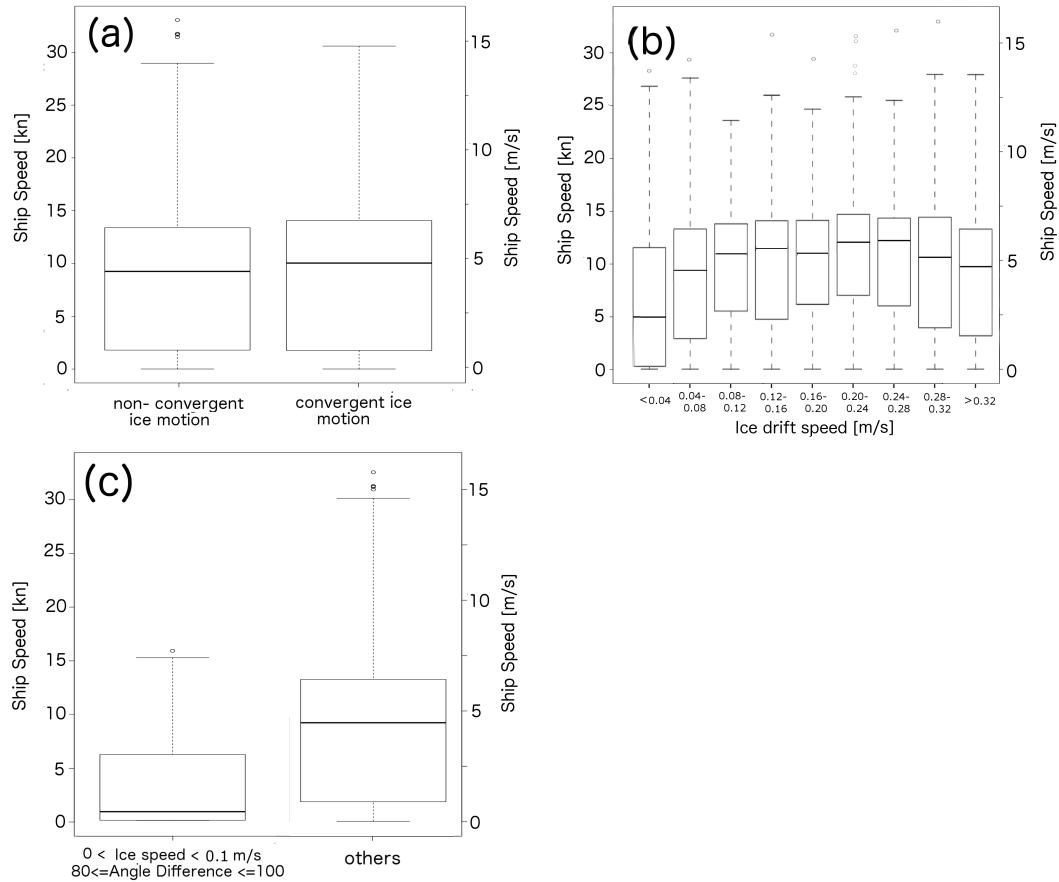 (a)
Ship Speed [kn]
30
25
20
15
10
5
0
15
10
5
0
Ship Speed [m/s]
non- convergent
ice motion
convergent ice
motion
(b)
Ship Speed [kn]
30
25
20
15
10
5
0
15
10
5
0
Ship Speed [m/s]
<0.04
0.04-
0.08
0.08-
0.12
0.12-
0.16
0.16-
0.20
0.20-
0.24
0.24-
0.28
0.28-
0.32
>0.32
Ice drift speed [m/s]
(c)
Ship Speed [kn]
30
25
20
15
10
5
0
15
10
5
0
Ship Speed [m/s]
0 < Ice speed < 0.1 m/s
80<=Angle Difference <=100
others